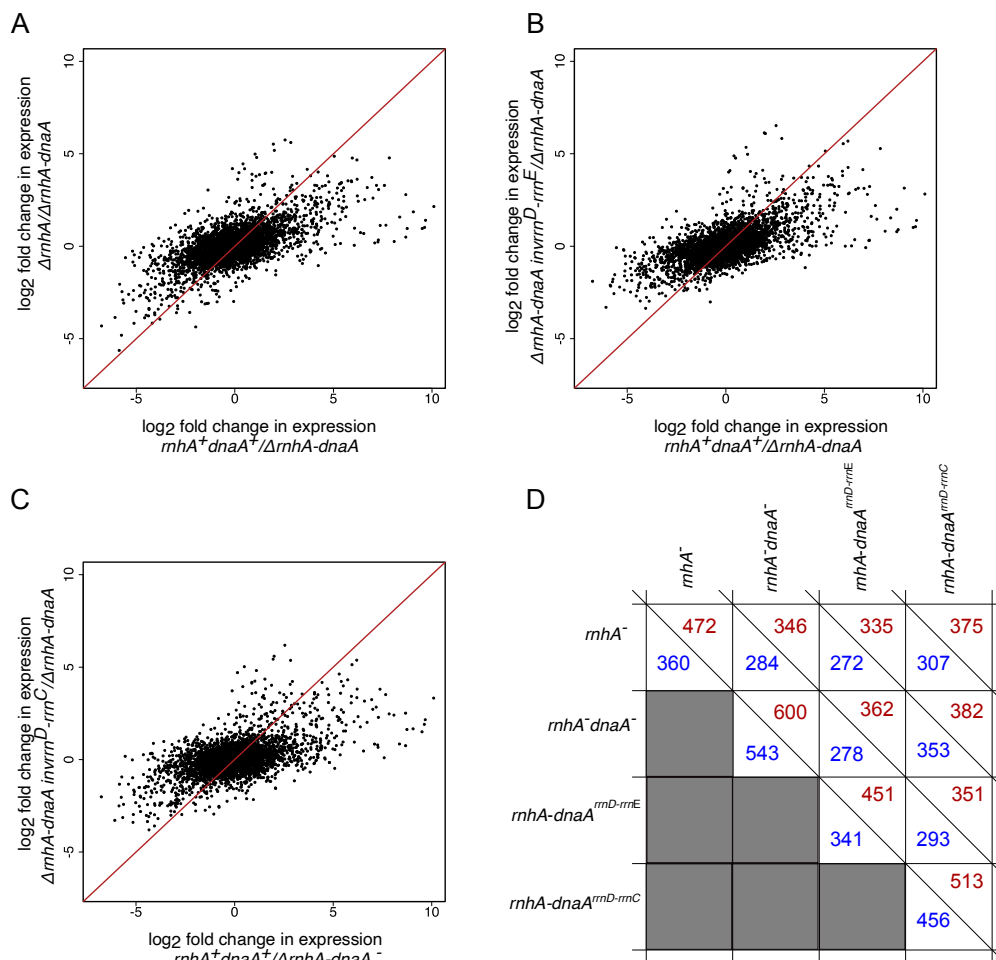 A
10
5
0
-5
-5
0
5
10
log2 fold change in expression
ΔrnhA/ΔrnhA-dnaA
log2 fold change in expression
rnhA+dnaA+/ΔrnhA-dnaA
B
10
5
0
-5
-5
0
5
10
log2 fold change in expression
ΔrnhA-dnaA invrrnD-rrnE/ΔrnhA-dnaA
log2 fold change in expression
rnhA+dnaA+/ΔrnhA-dnaA
C
10
5
0
-5
-5
0
5
10
log2 fold change in expression
ΔrnhA-dnaA invrrnD-rrnC/ΔrnhA-dnaA
log2 fold change in expression
rnhA+dnaA+/ΔrnhA-dnaA -
D
rnhA-
rnhA-dnaA-
rnhA-dnaArrnD-rrnE
rnhA-dnaArrnD-rrnC
rnhA- 472 346 335 375
360 284 272 307
rnhA-dnaA- 600 362 382
543 278 353
rnhA-dnaArrnD-rrnE 451 351
341 293
rnhA-dnaArrnD-rrnC 513
456